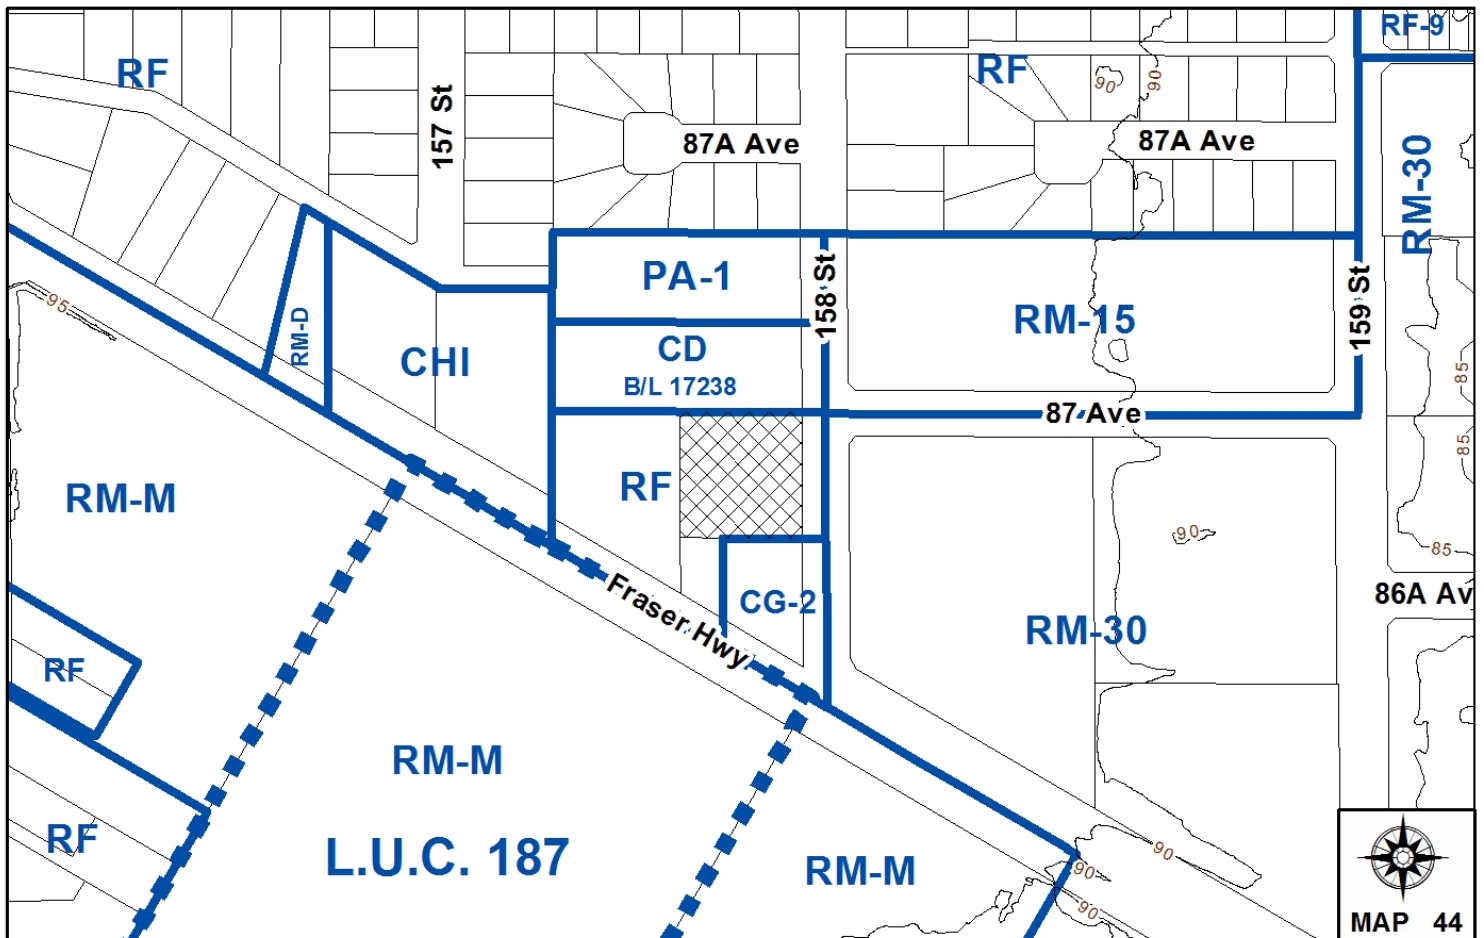 RF-9
RF
RF
90
90
157 St
87A Ave
87A Ave
RM-30
PA-1
158 St
159 St
95
RM-D
CHI
CD
B/L 17238
RM-15
85
87 Ave
85
RM-M
RF
90
85
Fraser Hwy
CG-2
RM-30
86A Av
RF
RM-M
RF
L.U.C. 187
RM-M
90
90
90
MAP 44